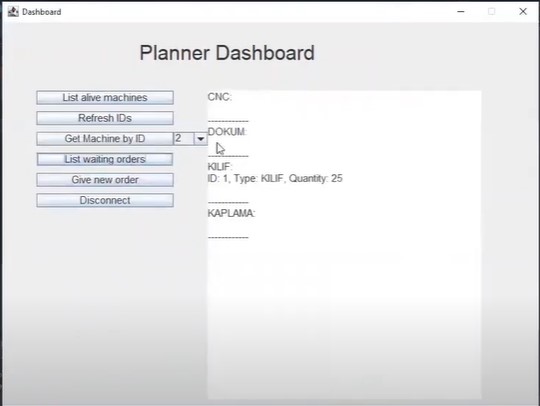 Dashboard
Planner Dashboard
List alive machines
Refresh IDs
Get Machine by ID 2
List waiting orders
Give new order
Disconnect
CNC:
------------
DOKUM:
------------
KILIF:
ID: 1, Type: KILIF, Quantity: 25
------------
KAPLAMA:
------------